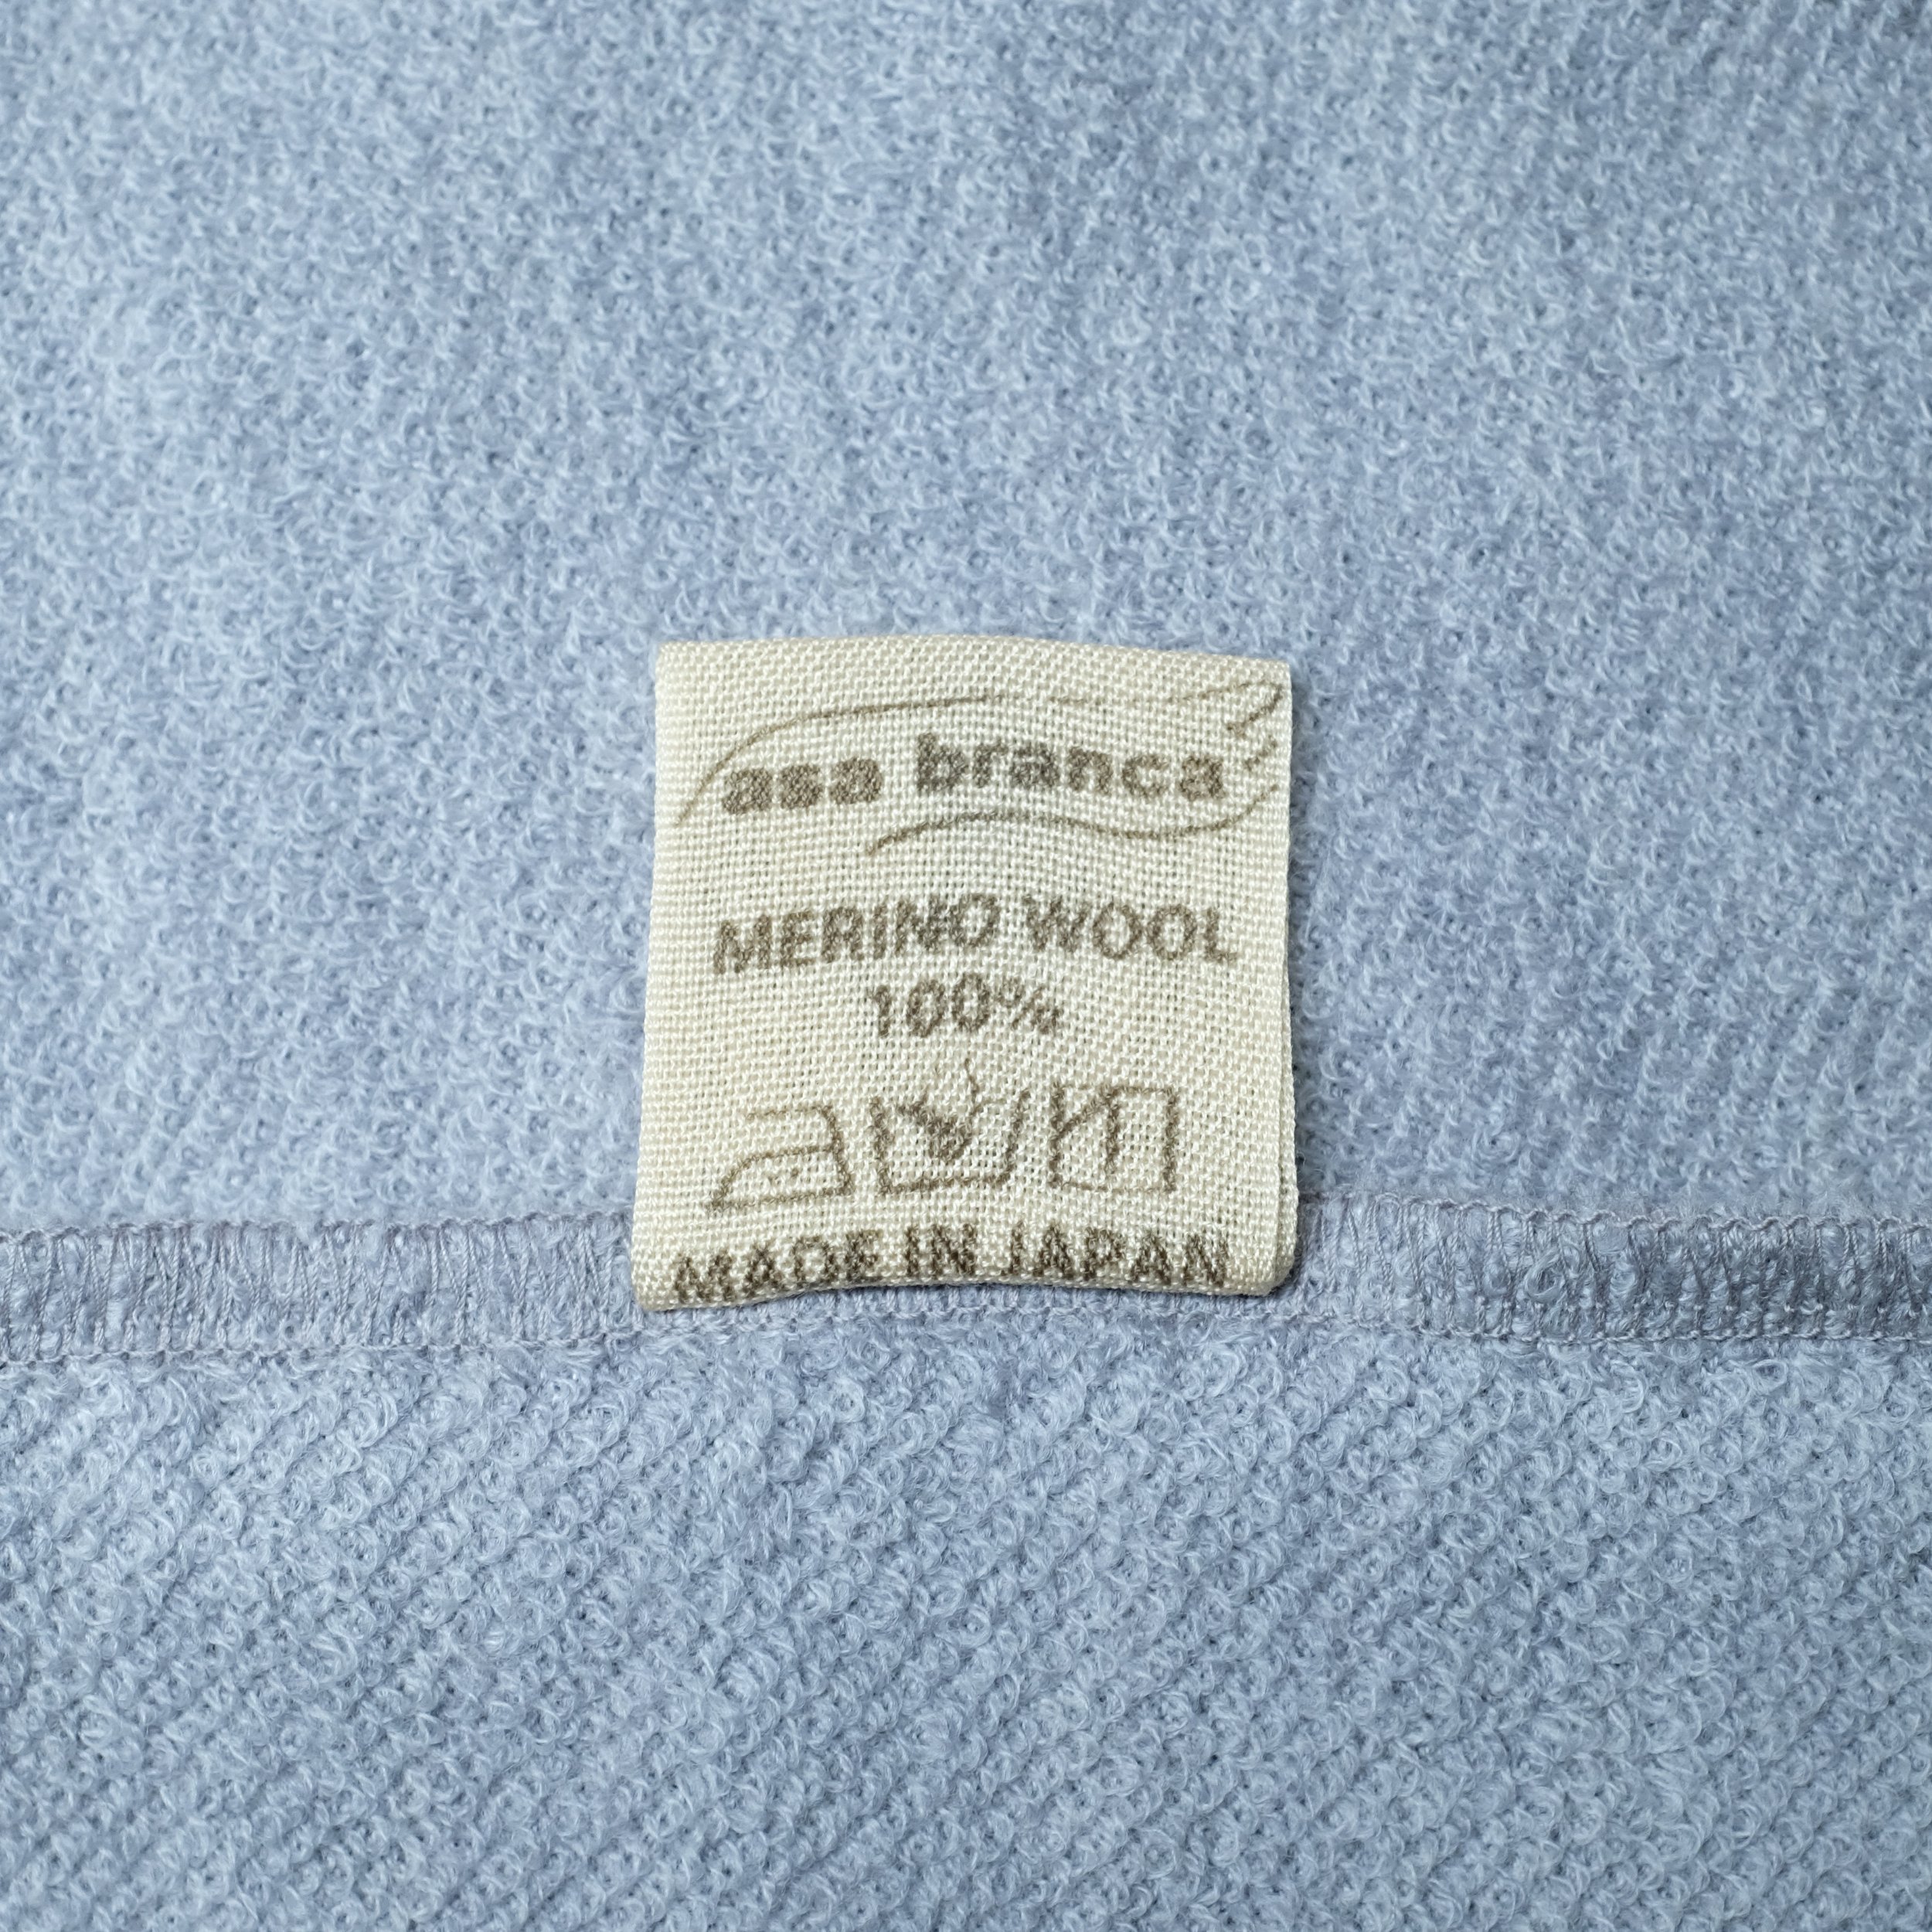 asa branca
MERINO WOOL
100%
MADE IN JAPAN